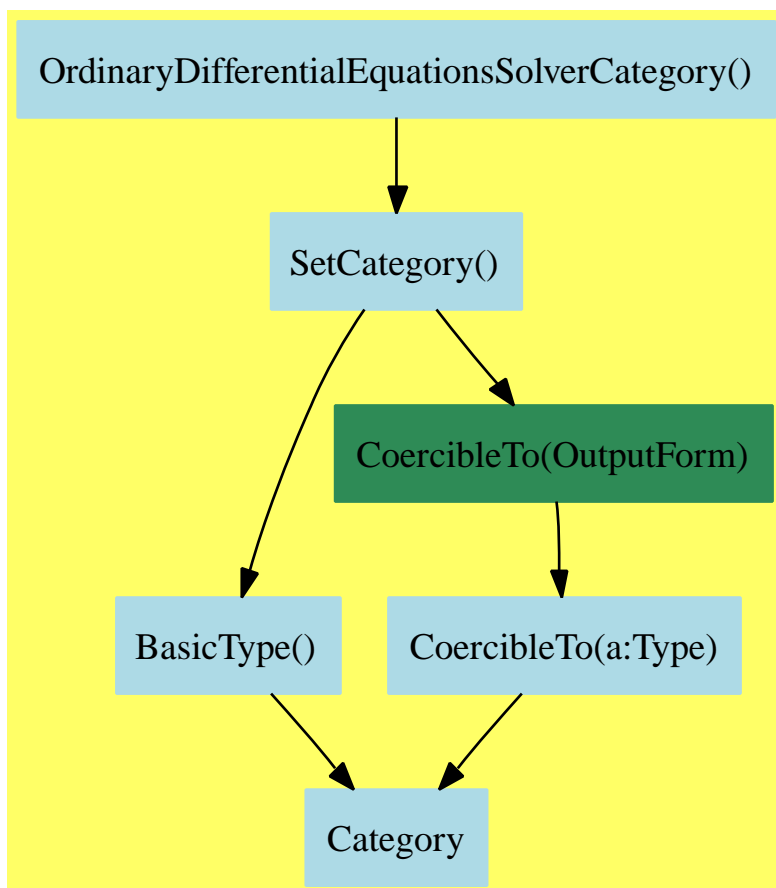 OrdinaryDifferentialEquationsSolverCategory()
SetCategory()
CoercibleTo(OutputForm)
BasicType()
CoercibleTo(a:Type)
Category